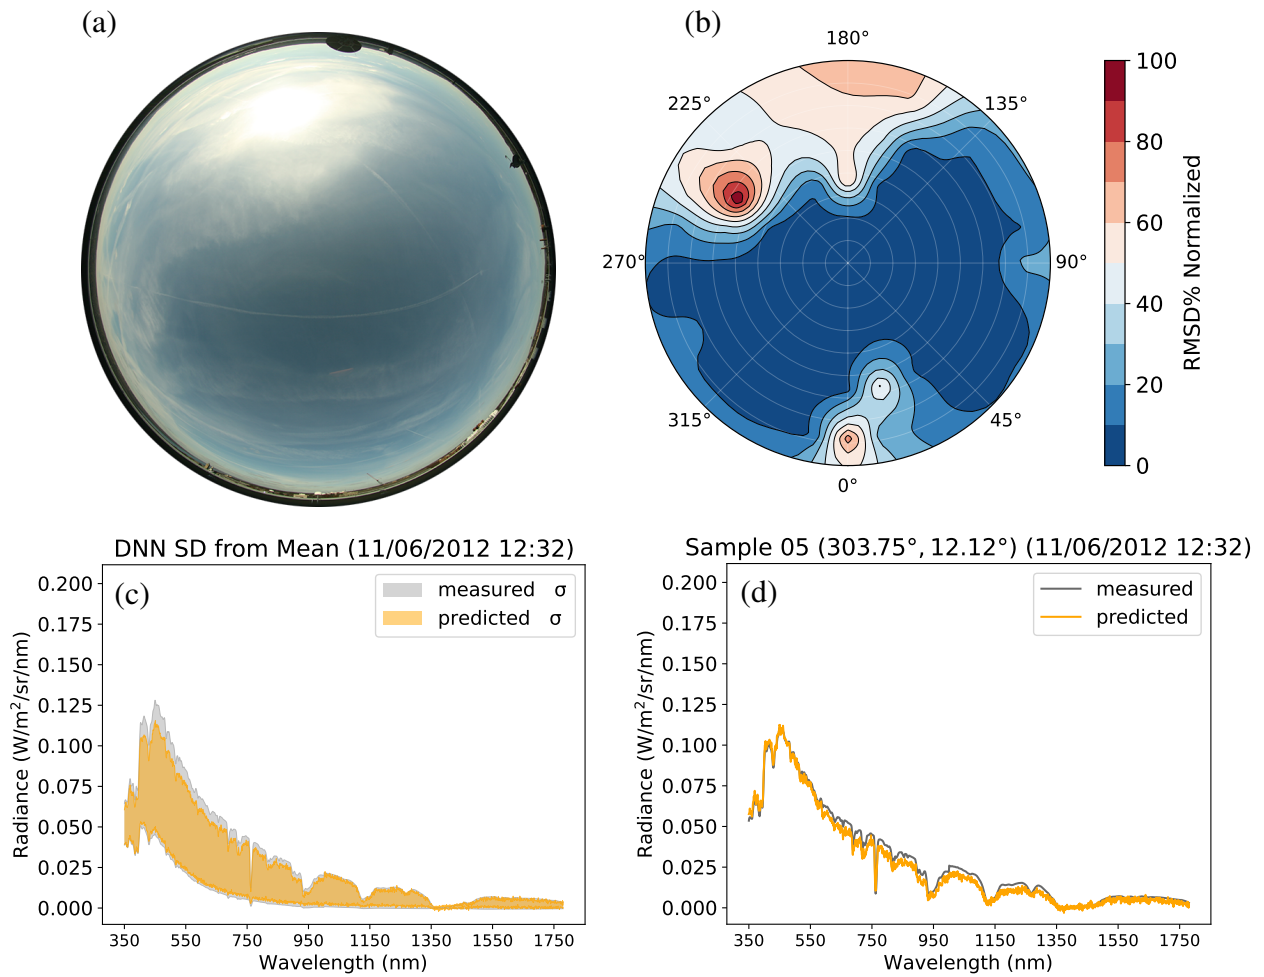 (a)
(b)
180°
225°
135°
270°
90°
315°
45°
0°
100
80
60
40
20
0
RMSD% Normalized
DNN SD from Mean (11/06/2012 12:32)
(c)
measured σ
predicted σ
0.200
0.175
0.150
0.125
0.100
0.075
0.050
0.025
0.000
Radiance (W/m²/sr/nm)
350 550 750 950 1150 1350 1550 1750
Wavelength (nm)
Sample 05 (303.75°, 12.12°) (11/06/2012 12:32)
(d)
measured
predicted
0.200
0.175
0.150
0.125
0.100
0.075
0.050
0.025
0.000
Radiance (W/m²/sr/nm)
350 550 750 950 1150 1350 1550 1750
Wavelength (nm)